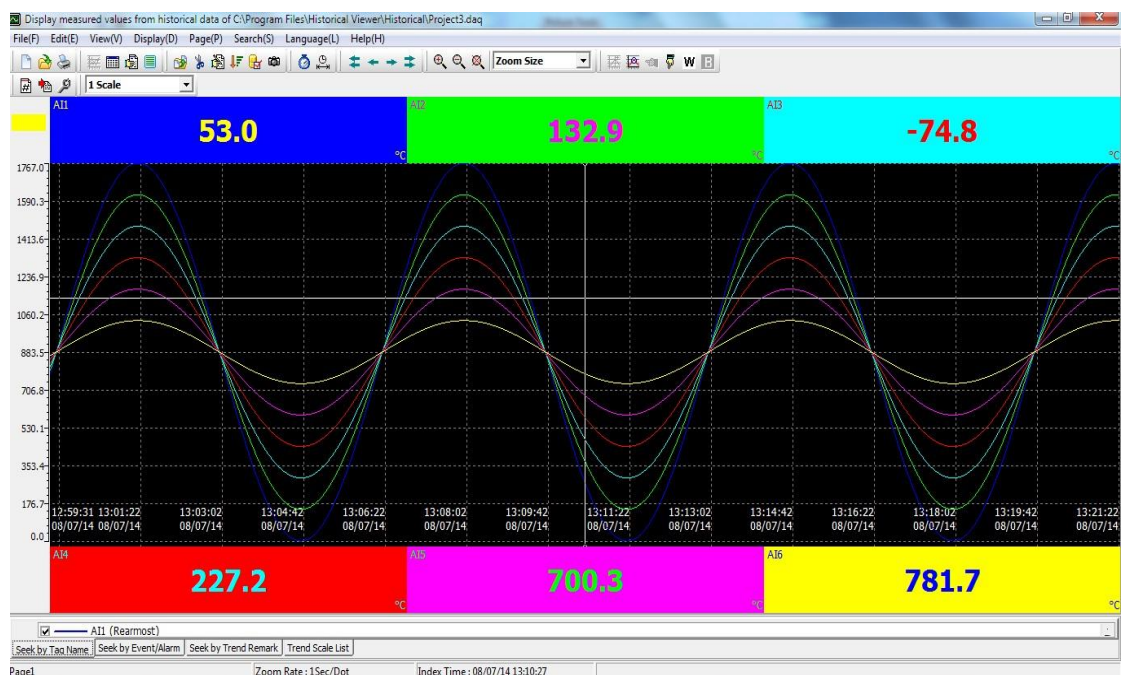 Display measured values from historical data of C:\Program Files\Historical Viewer\Historical\Project3.daq
File(F) Edit(E) View(V) Display(D) Page(P) Search(S) Language(L) Help(H)
Zoom Size
W B
1 Scale
AI1 AI2 AI3
53.0 132.9 -74.8
°C °C °C
1767.0
1590.3
1413.6
1236.9
1060.2
883.5
706.8
530.1
353.4
176.7
12:59:31 13:01:22 13:03:02 13:04:42 13:06:22 13:08:02 13:09:42 13:11:22 13:13:02 13:14:42 13:16:22 13:18:02 13:19:42 13:21:22
08/07/14 08/07/14 08/07/14 08/07/14 08/07/14 08/07/14 08/07/14 08/07/14 08/07/14 08/07/14 08/07/14 08/07/14 08/07/14 08/07/14
0.0
AI4 AI5 AI6
227.2 700.3 781.7
°C °C °C
AI1 (Rearmost)
Seek by Tag Name Seek by Event/Alarm Seek by Trend Remark Trend Scale List
Page1 Zoom Rate : 1Sec/Dot Index Time : 08/07/14 13:10:27